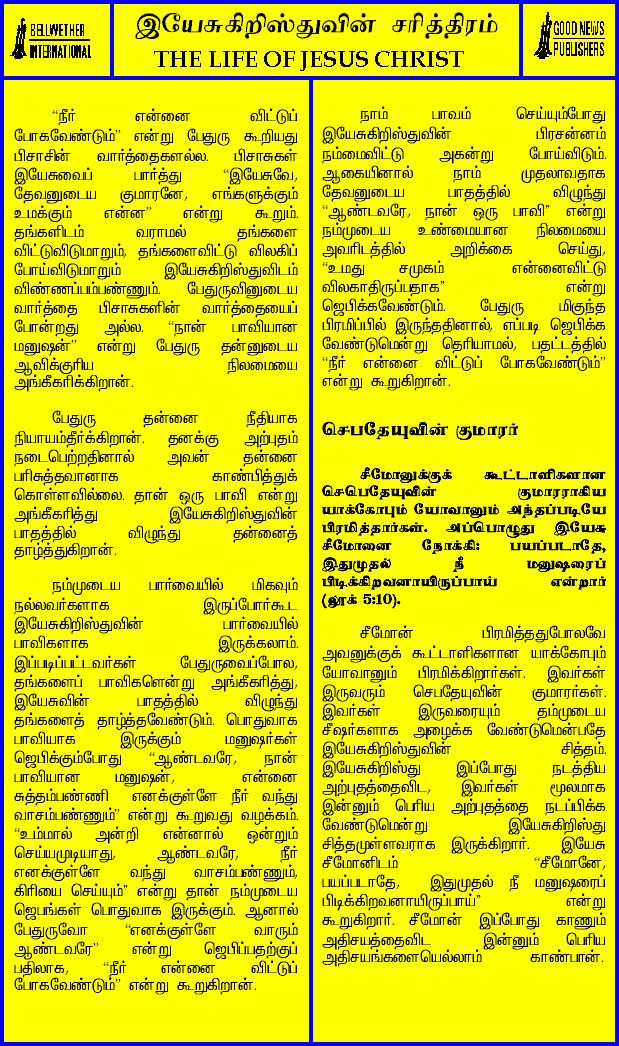 BELLWETHER
INTERNATIONAL
இயேசுகிறிஸ்துவின் சரித்திரம்
THE LIFE OF JESUS CHRIST
GOOD NEWS
PUBLISHERS
“நீர் என்னை விட்டுப்
போகவேண்டும்” என்று பேதுரு கூறியது
பிசாசின் வார்த்தைகளல்ல. பிசாசுகள்
இயேசுவைப் பார்த்து “இயேசுவே,
தேவனுடைய குமாரனே, எங்களுக்கும்
உமக்கும் என்ன” என்று கூறும்.
தங்களிடம் வராமல் தங்களை
விட்டுவிடுமாறும், தங்களைவிட்டு விலகிப்
போய்விடுமாறும் இயேசுகிறிஸ்துவிடம்
விண்ணப்பம்பண்ணும். பேதுருவினுடைய
வார்த்தை பிசாசுகளின் வார்த்தையைப்
போன்றது அல்ல. “நான் பாவியான
மனுஷன்” என்று பேதுரு தன்னுடைய
ஆவிக்குரிய நிலமையை
அங்கீகரிக்கிறான்.
பேதுரு தன்னை நீதியாக
நியாயம்தீர்க்கிறான். தனக்கு அற்புதம்
நடைபெற்றதினால் அவன் தன்னை
பரிசுத்தவானாக காண்பித்துக்
கொள்ளவில்லை. தான் ஒரு பாவி என்று
அங்கீகரித்து இயேசுகிறிஸ்துவின்
பாதத்தில் விழுந்து தன்னைத்
தாழ்த்துகிறான்.
நம்முடைய பார்வையில் மிகவும்
நல்லவர்களாக இருப்போர்கூட
இயேசுகிறிஸ்துவின் பார்வையில்
பாவிகளாக இருக்கலாம்.
இப்படிப்பட்டவர்கள் பேதுருவைப்போல,
தங்களைப் பாவிகளென்று அங்கீகரித்து,
இயேசுவின் பாதத்தில் விழுந்து
தங்களைத் தாழ்த்தவேண்டும். பொதுவாக
பாவியாக இருக்கும் மனுஷர்கள்
ஜெபிக்கும்போது “ஆண்டவரே, நான்
பாவியான மனுஷன், என்னை
சுத்தம்பண்ணி எனக்குள்ளே நீர் வந்து
வாசம்பண்ணும்” என்று கூறுவது வழக்கம்.
“உம்மால் அன்றி என்னால் ஒன்றும்
செய்யமுடியாது, ஆண்டவரே, நீர்
எனக்குள்ளே வந்து வாசம்பண்ணும்,
கிரியை செய்யும்” என்று தான் நம்முடைய
ஜெபங்கள் பொதுவாக இருக்கும். ஆனால்
பேதுருவோ “எனக்குள்ளே வாரும்
ஆண்டவரே” என்று ஜெபிப்பதற்குப்
பதிலாக, “நீர் என்னை விட்டுப்
போகவேண்டும்” என்று கூறுகிறான்.
நாம் பாவம் செய்யும்போது
இயேசுகிறிஸ்துவின் பிரசன்னம்
நம்மைவிட்டு அகன்று போய்விடும்.
ஆகையினால் நாம் முதலாவதாக
தேவனுடைய பாதத்தில் விழுந்து
“ஆண்டவரே, நான் ஒரு பாவி” என்று
நம்முடைய உண்மையான நிலமையை
அவரிடத்தில் அறிக்கை செய்து,
“உமது சமுகம் என்னைவிட்டு
விலகாதிருப்பதாக” என்று
ஜெபிக்கவேண்டும். பேதுரு மிகுந்த
பிரமிப்பில் இருந்ததினால், எப்படி ஜெபிக்க
வேண்டுமென்று தெரியாமல், பதட்டத்தில்
“நீர் என்னை விட்டுப் போகவேண்டும்”
என்று கூறுகிறான்.
செபதேயுவின் குமாரர்
சீமோனுக்குக் கூட்டாளிகளான
செபெதேயுவின் குமாரராகிய
யாக்கோபும் யோவானும் அந்தப்படியே
பிரமித்தார்கள். அப்பொழுது இயேசு
சீமோனை நோக்கி: பயப்படாதே,
இதுமுதல் நீ மனுஷரைப்
பிடிக்கிறவனாயிருப்பாய் என்றார்
(லூக் 5:10).
சீமோன் பிரமித்ததுபோலவே
அவனுக்குக் கூட்டாளிகளான யாக்கோபும்
யோவானும் பிரமிக்கிறார்கள். இவர்கள்
இருவரும் செபதேயுவின் குமாரர்கள்.
இவர்கள் இருவரையும் தம்முடைய
சீஷர்களாக அழைக்க வேண்டுமென்பதே
இயேசுகிறிஸ்துவின் சித்தம்.
இயேசுகிறிஸ்து இப்போது நடத்திய
அற்புதத்தைவிட, இவர்கள் மூலமாக
இன்னும் பெரிய அற்புதத்தை நடப்பிக்க
வேண்டுமென்று இயேசுகிறிஸ்து
சித்தமுள்ளவராக இருக்கிறார். இயேசு
சீமோனிடம் “சீமோனே,
பயப்படாதே, இதுமுதல் நீ மனுஷரைப்
பிடிக்கிறவனாயிருப்பாய்” என்று
கூறுகிறார். சீமோன் இப்போது காணும்
அதிசயத்தைவிட இன்னும் பெரிய
அதிசயங்களையெல்லாம் காண்பான்.